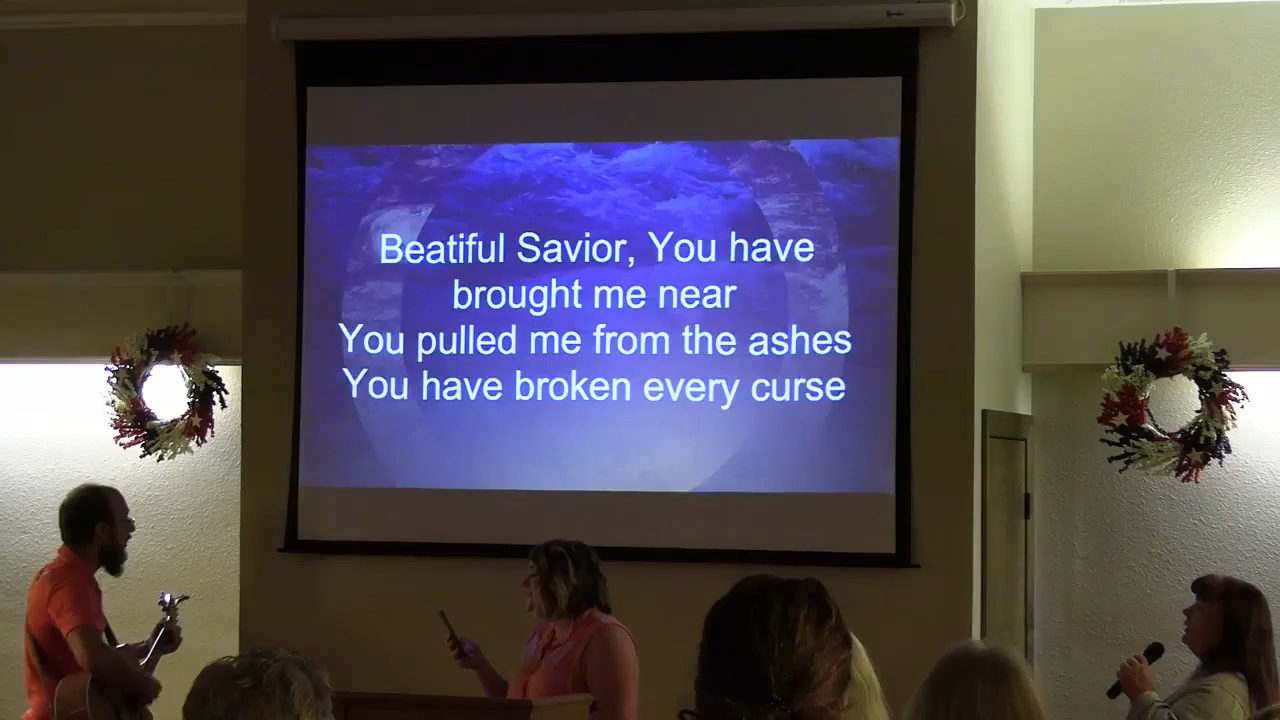 Beatiful Savior, You have
brought me near
You pulled me from the ashes
You have broken every curse